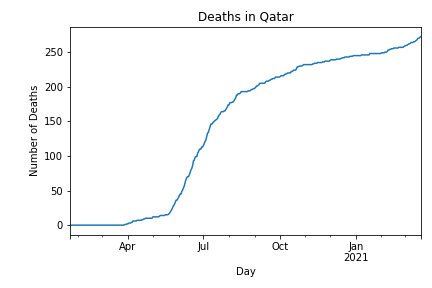 Deaths in Qatar
250
200
150
100
50
0
Number of Deaths
Apr
Jul
Oct
Jan
2021
Day